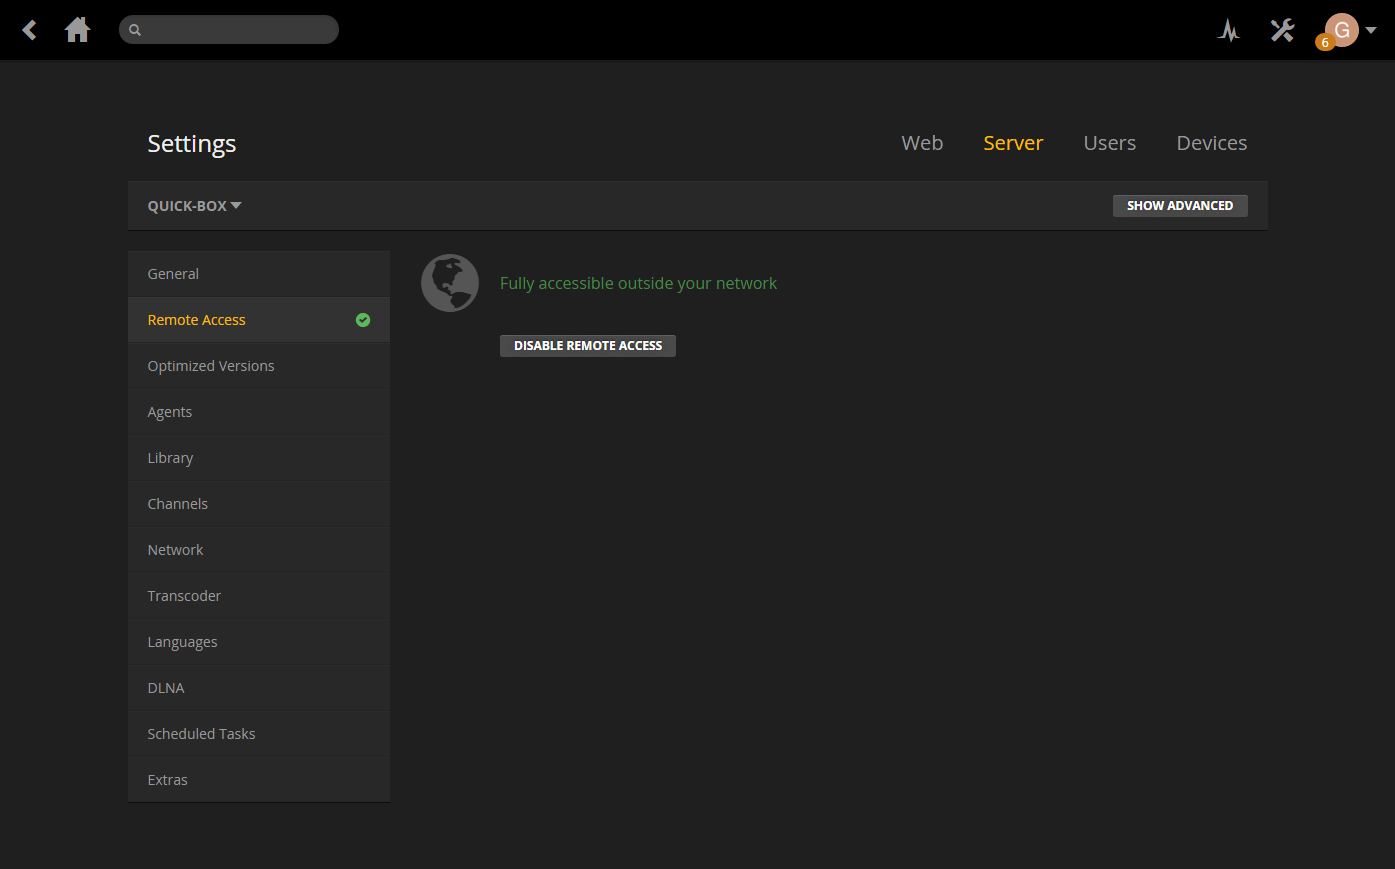 G
6
Settings
Web Server Users Devices
QUICK-BOX
SHOW ADVANCED
General
Remote Access
Optimized Versions
Agents
Library
Channels
Network
Transcoder
Languages
DLNA
Scheduled Tasks
Extras
Fully accessible outside your network
DISABLE REMOTE ACCESS